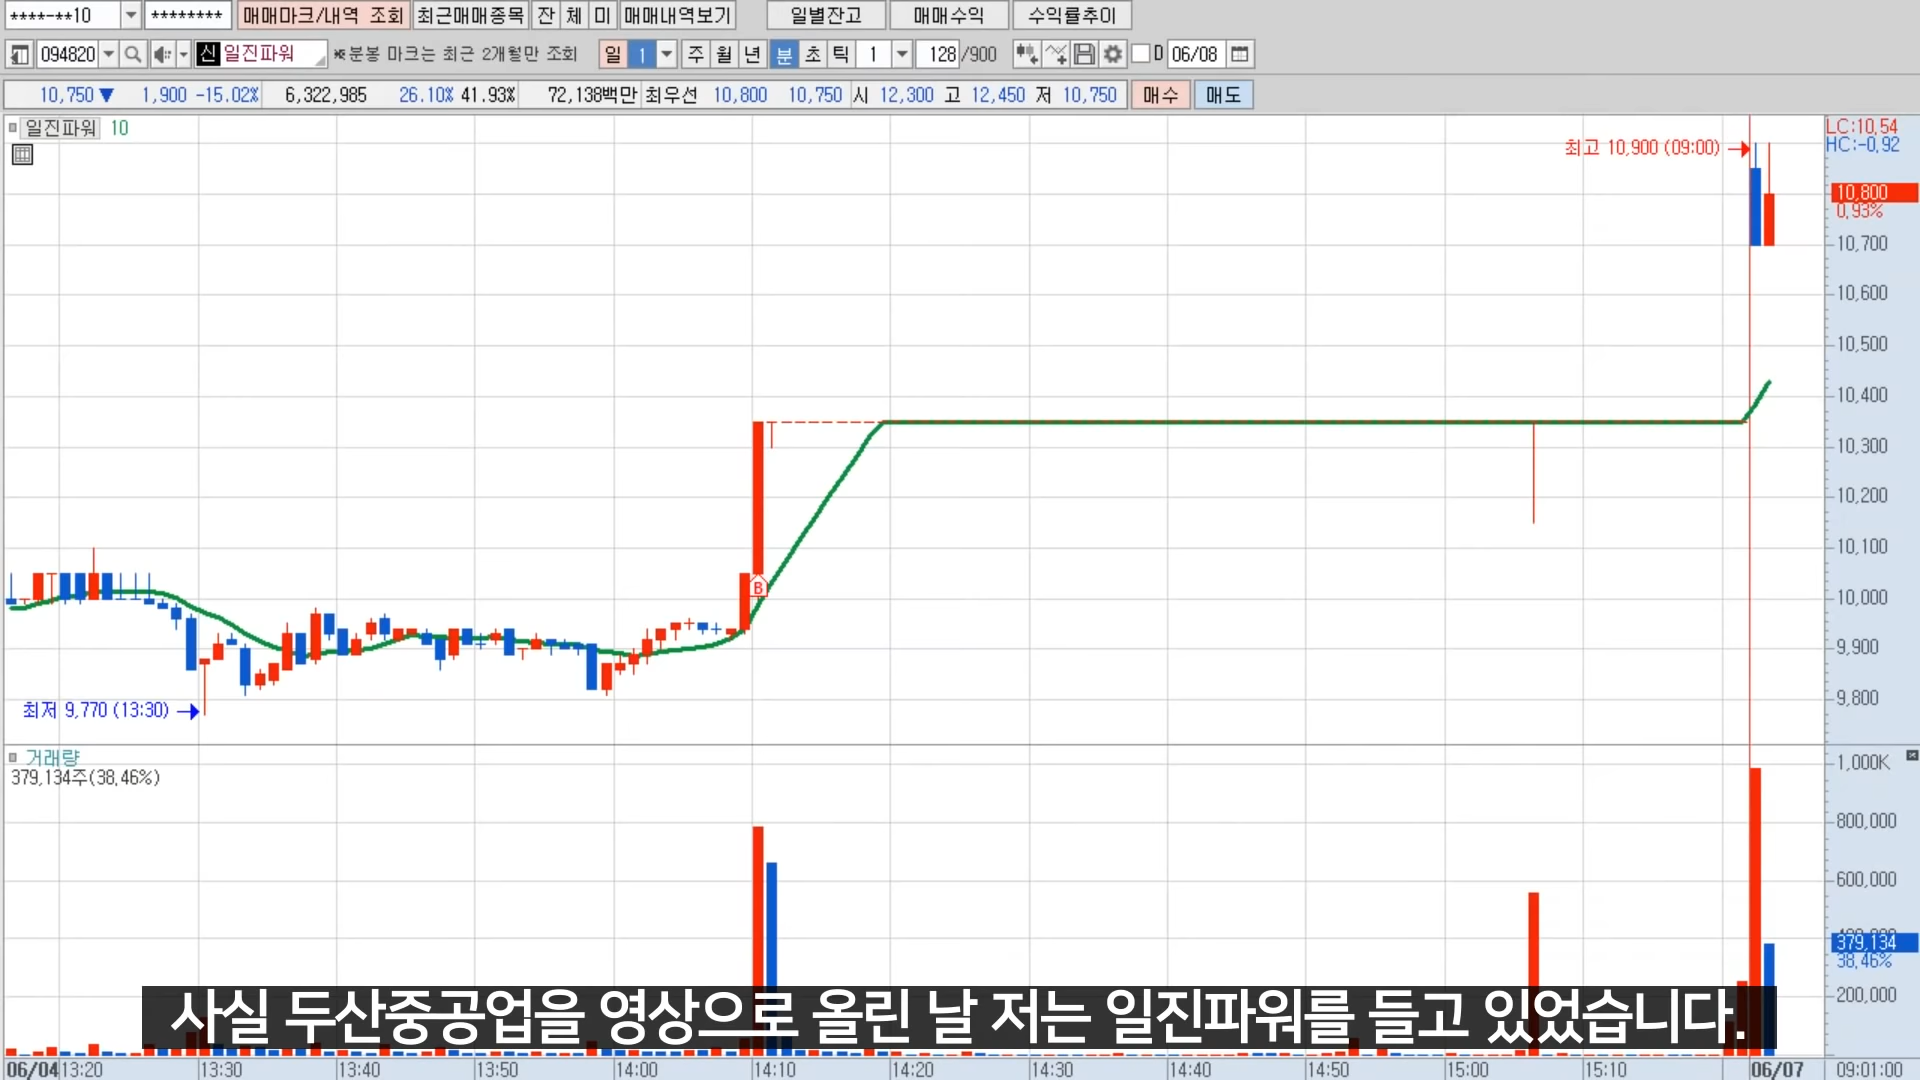 ****-**10 ******** 매매마크/내역 조회 최근매매종목 잔 체 미 매매내역보기 일별잔고 매매수익 수익률추이
094820 신 일진파워 ※분봉 마크는 최근 2개월만 조회 일 1 주 월 년 분 초 틱 1 128/900 D 06/08
10,750 ▼ 1,900 -15.02% 6,322,985 26.10% 41.93% 72,138백만 최우선 10,800 10,750 시 12,300 고 12,450 저 10,750 매수 매도
일진파워 10
LC:10,54
HC:-0,92
최고 10,900 (09:00)
10,800
0,93%
10,700
10,600
10,500
10,400
10,300
10,200
10,100
B
10,000
9,900
9,800
최저 9,770 (13:30)
거래량
379,134주(38,46%)
1,000K
800,000
600,000
379,134
38,46%
200,000
사실 두산중공업을 영상으로 올린 날 저는 일진파워를 들고 있었습니다.
06/04 13:20 13:30 13:40 13:50 14:00 14:10 14:20 14:30 14:40 14:50 15:00 15:10 06/07 09:01:00